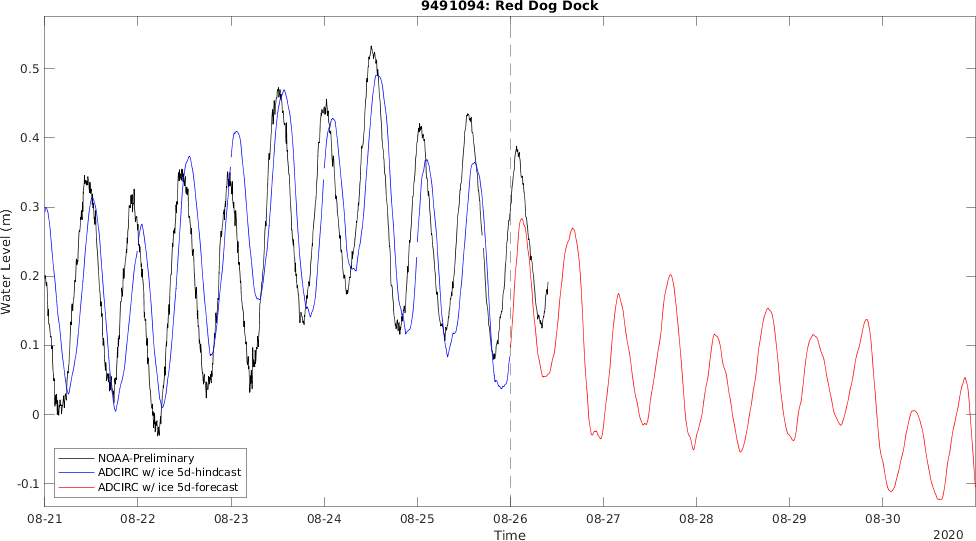 9491094: Red Dog Dock
Water Level (m)
0.5
0.4
0.3
0.2
0.1
0
-0.1
NOAA-Preliminary
ADCIRC w/ ice 5d-hindcast
ADCIRC w/ ice 5d-forecast
08-21 08-22 08-23 08-24 08-25 08-26 08-27 08-28 08-29 08-30
Time
2020